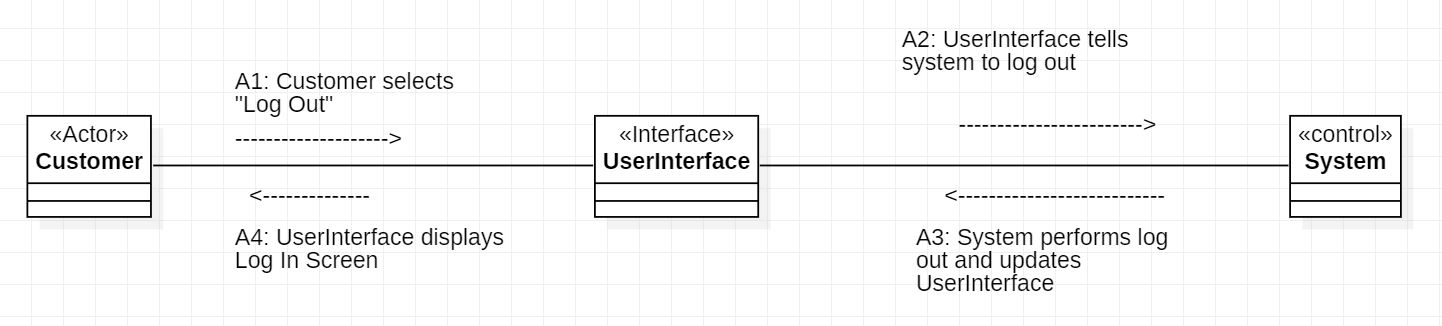 A2: UserInterface tells
system to log out
A1: Customer selects
"Log Out"
-------------------->
------------------------>
«Actor»
Customer
«Interface»
UserInterface
«control»
System
<--------------
<---------------------------
A4: UserInterface displays
Log In Screen
A3: System performs log
out and updates
UserInterface